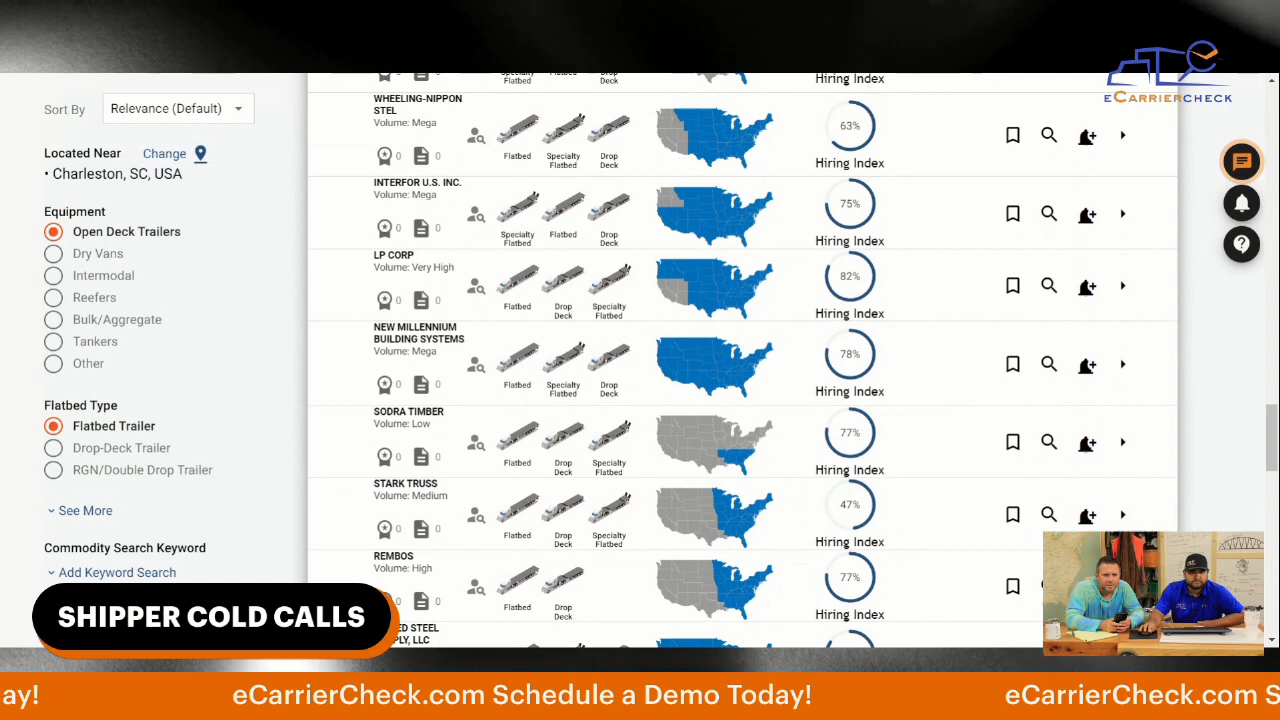 eCARRIERCHECK
Sort By
Relevance (Default)
Located Near
Change
• Charleston, SC, USA
Equipment
Open Deck Trailers
Dry Vans
Intermodal
Reefers
Bulk/Aggregate
Tankers
Other
Flatbed Type
Flatbed Trailer
Drop-Deck Trailer
RGN/Double Drop Trailer
See More
Commodity Search Keyword
Add Keyword Search
0 0
Specialty
Flatbed
Flatbed
Drop
Deck
Hiring Index
WHEELING-NIPPON
STEL
Volume: Mega
0 0
Flatbed
Specialty
Flatbed
Drop
Deck
63%
Hiring Index
INTERFOR U.S. INC.
Volume: Mega
0 0
Specialty
Flatbed
Flatbed
Drop
Deck
75%
Hiring Index
LP CORP
Volume: Very High
0 0
Flatbed
Drop
Deck
Specialty
Flatbed
82%
Hiring Index
NEW MILLENNIUM
BUILDING SYSTEMS
Volume: Mega
0 0
Flatbed
Specialty
Flatbed
Drop
Deck
78%
Hiring Index
SODRA TIMBER
Volume: Low
0 0
Flatbed
Drop
Deck
Specialty
Flatbed
77%
Hiring Index
STARK TRUSS
Volume: Medium
0 0
Flatbed
Drop
Deck
Specialty
Flatbed
47%
Hiring Index
REMBOS
Volume: High
0 0
Flatbed
Drop
Deck
77%
Hiring Index
ED STEEL
PLY, LLC
SHIPPER COLD CALLS
ay!
eCarrierCheck.com Schedule a Demo Today!
eCarrierCheck.com S